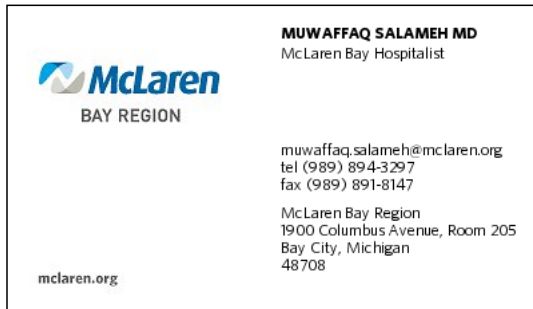 McLaren
BAY REGION
mclaren.org
MUWAFFAQ SALAMEH MD
McLaren Bay Hospitalist
muwaffaq.salameh@mclaren.org
tel (989) 894-3297
fax (989) 891-8147
McLaren Bay Region
1900 Columbus Avenue, Room 205
Bay City, Michigan
48708